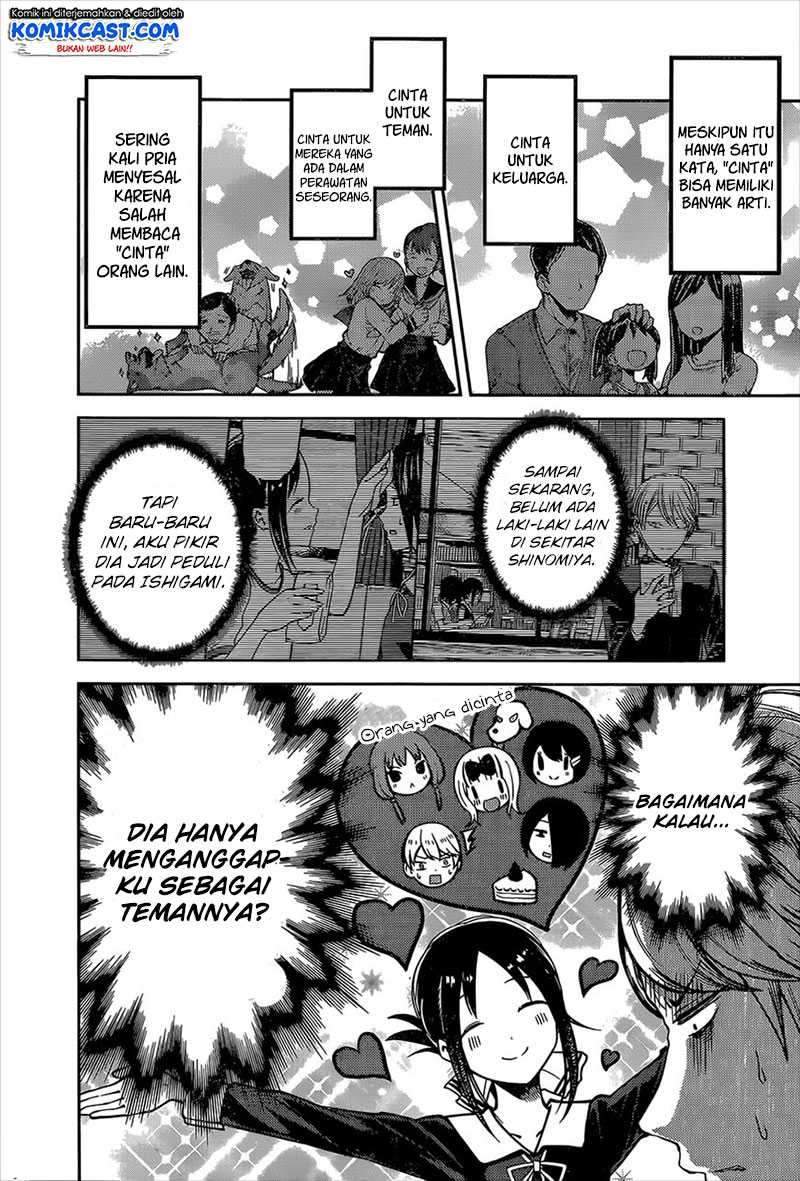 Komik ini diterjemahkan & diedit oleh
KOMIKCAST.COM
BUKAN WEB LAIN!!
MESKIPUN ITU
HANYA SATU
KATA, "CINTA"
BISA MEMILIKI
BANYAK ARTI.
CINTA
UNTUK
KELUARGA.
CINTA
UNTUK
TEMAN.
CINTA UNTUK
MEREKA YANG
ADA DALAM
PERAWATAN
SESEORANG.
SERING
KALI PRIA
MENYESAL
KARENA
SALAH
MEMBACA
"CINTA"
ORANG LAIN.
SAMPAI
SEKARANG,
BELUM ADA
LAKI-LAKI LAIN
DI SEKITAR
SHINOMIYA.
TAPI
BARU-BARU
INI, AKU PIKIR
DIA JADI PEDULI
PADA ISHIGAMI.
BAGAIMANA
KALAU...
Orang yang dicinta
DIA HANYA
MENGANGGAP-
KU SEBAGAI
TEMANNYA?